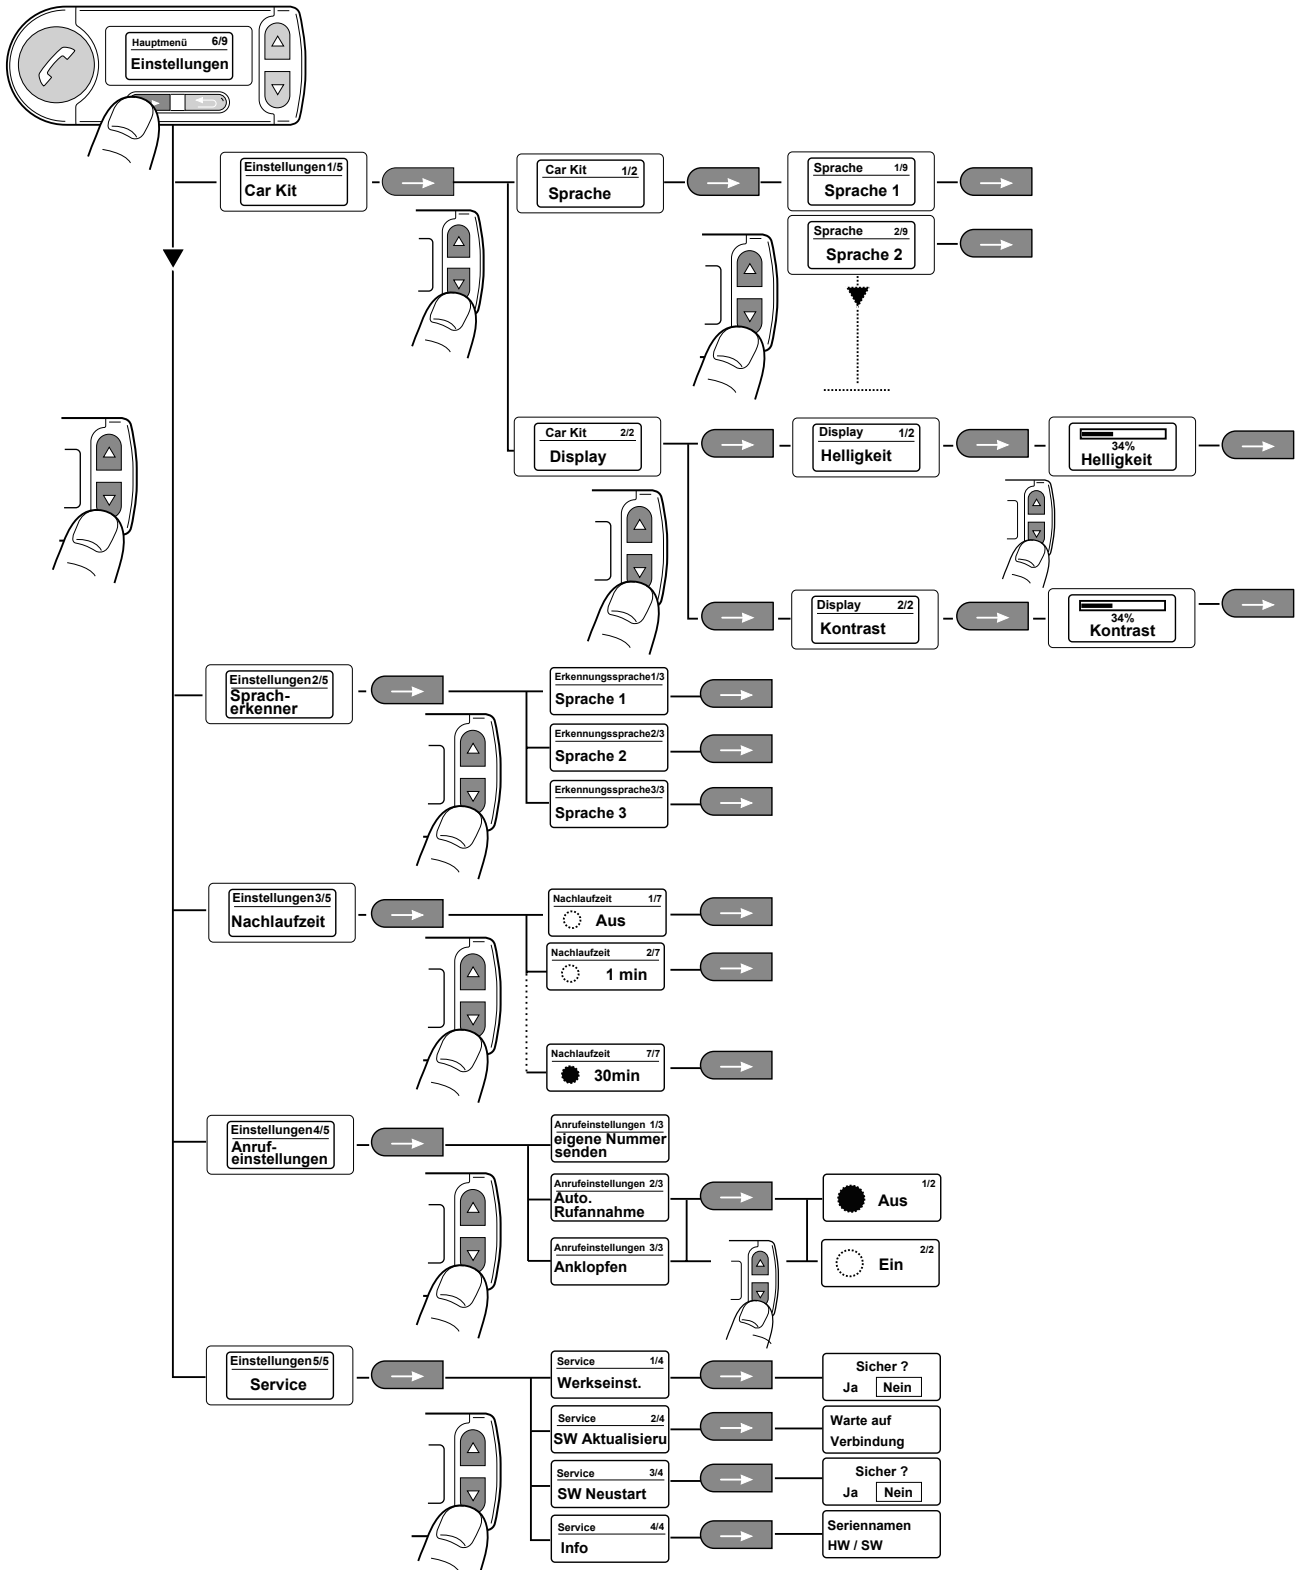 Hauptmenü 6/9
Einstellungen
Einstellungen1/5
Car Kit
Car Kit 1/2
Sprache
Sprache 1/9
Sprache 1
Sprache 2/9
Sprache 2
Car Kit 2/2
Display
Display 1/2
Helligkeit
34%
Helligkeit
Display 2/2
Kontrast
34%
Kontrast
Einstellungen2/5
Sprach-
erkenner
Erkennungssprache1/3
Sprache 1
Erkennungssprache2/3
Sprache 2
Erkennungssprache3/3
Sprache 3
Einstellungen3/5
Nachlaufzeit
Nachlaufzeit 1/7
Aus
Nachlaufzeit 2/7
1 min
Nachlaufzeit 7/7
30min
Einstellungen4/5
Anruf-
einstellungen
Anrufeinstellungen 1/3
eigene Nummer
senden
Anrufeinstellungen 2/3
Auto.
Rufannahme
Anrufeinstellungen 3/3
Anklopfen
1/2
Aus
2/2
Ein
Einstellungen5/5
Service
Service 1/4
Werkseinst.
Sicher ?
Ja Nein
Service 2/4
SW Aktualisieru
Warte auf
Verbindung
Service 3/4
SW Neustart
Sicher ?
Ja Nein
Service 4/4
Info
Seriennamen
HW / SW